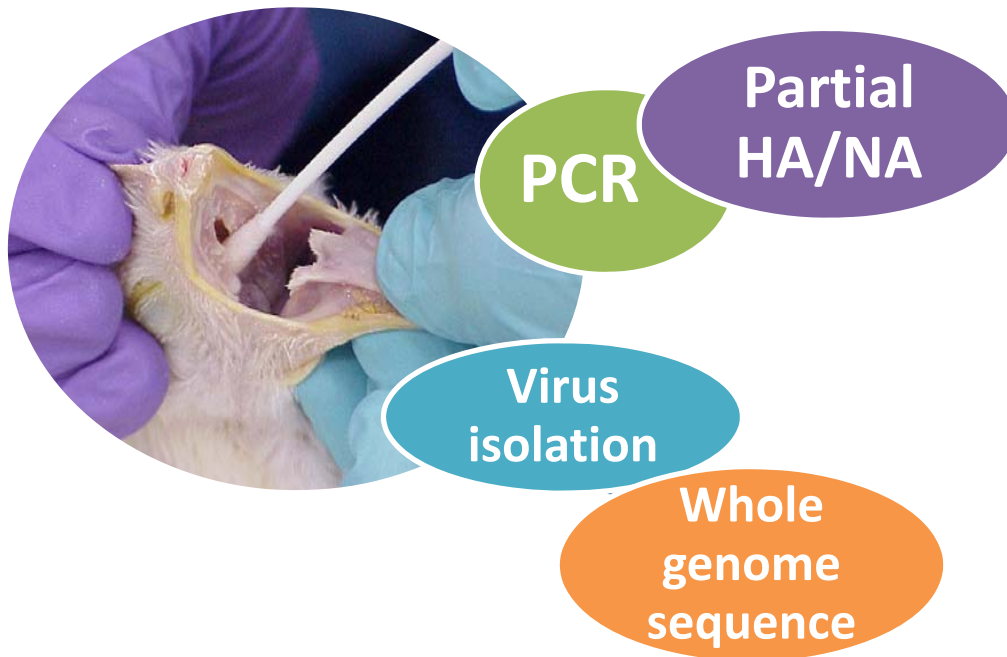 PCR
Partial
HA/NA
Virus
isolation
Whole
genome
sequence